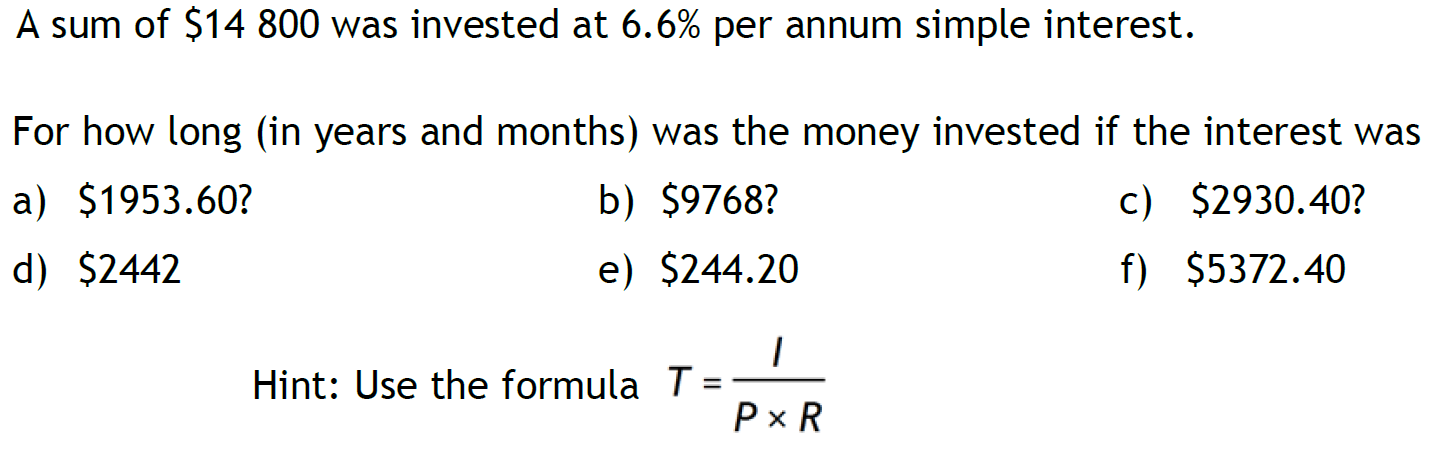 A sum of $14 800 was invested at 6.6% per annum simple interest.
For how long (in years and months) was the money invested if the interest was
a) $1953.60? b) $9768? c) $2930.40?
d) $2442 e) $244.20 f) $5372.40
Hint: Use the formula T = I / P × R